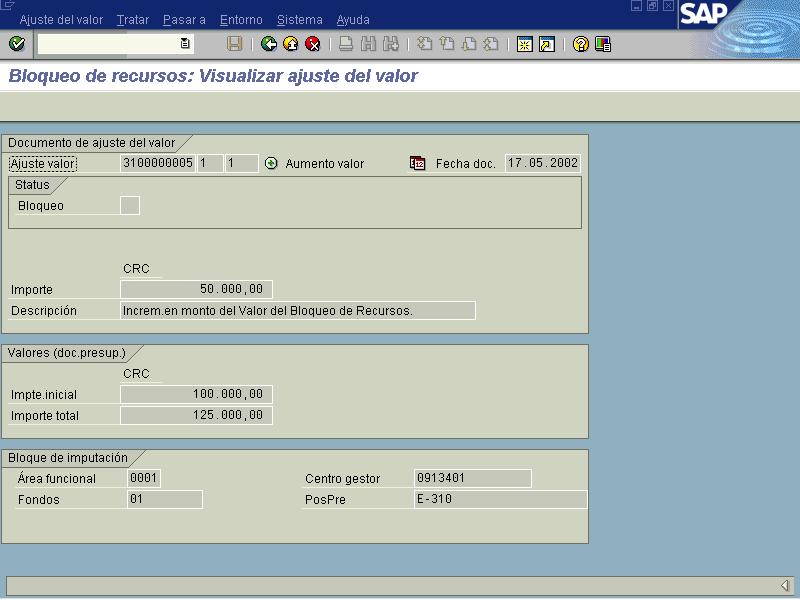 Ajuste del valor Tratar Pasar a Entorno Sistema Ayuda
SAP
Bloqueo de recursos: Visualizar ajuste del valor
Documento de ajuste del valor
Ajuste valor 3100000005 1 1 Aumento valor Fecha doc. 17.05.2002
Status
Bloqueo
CRC
Importe 50.000,00
Descripción Increm.en monto del Valor del Bloqueo de Recursos.
Valores (doc.presup.)
CRC
Impte.inicial 100.000,00
Importe total 125.000,00
Bloque de imputación
Área funcional 0001 Centro gestor 0913401
Fondos 01 PosPre E-310